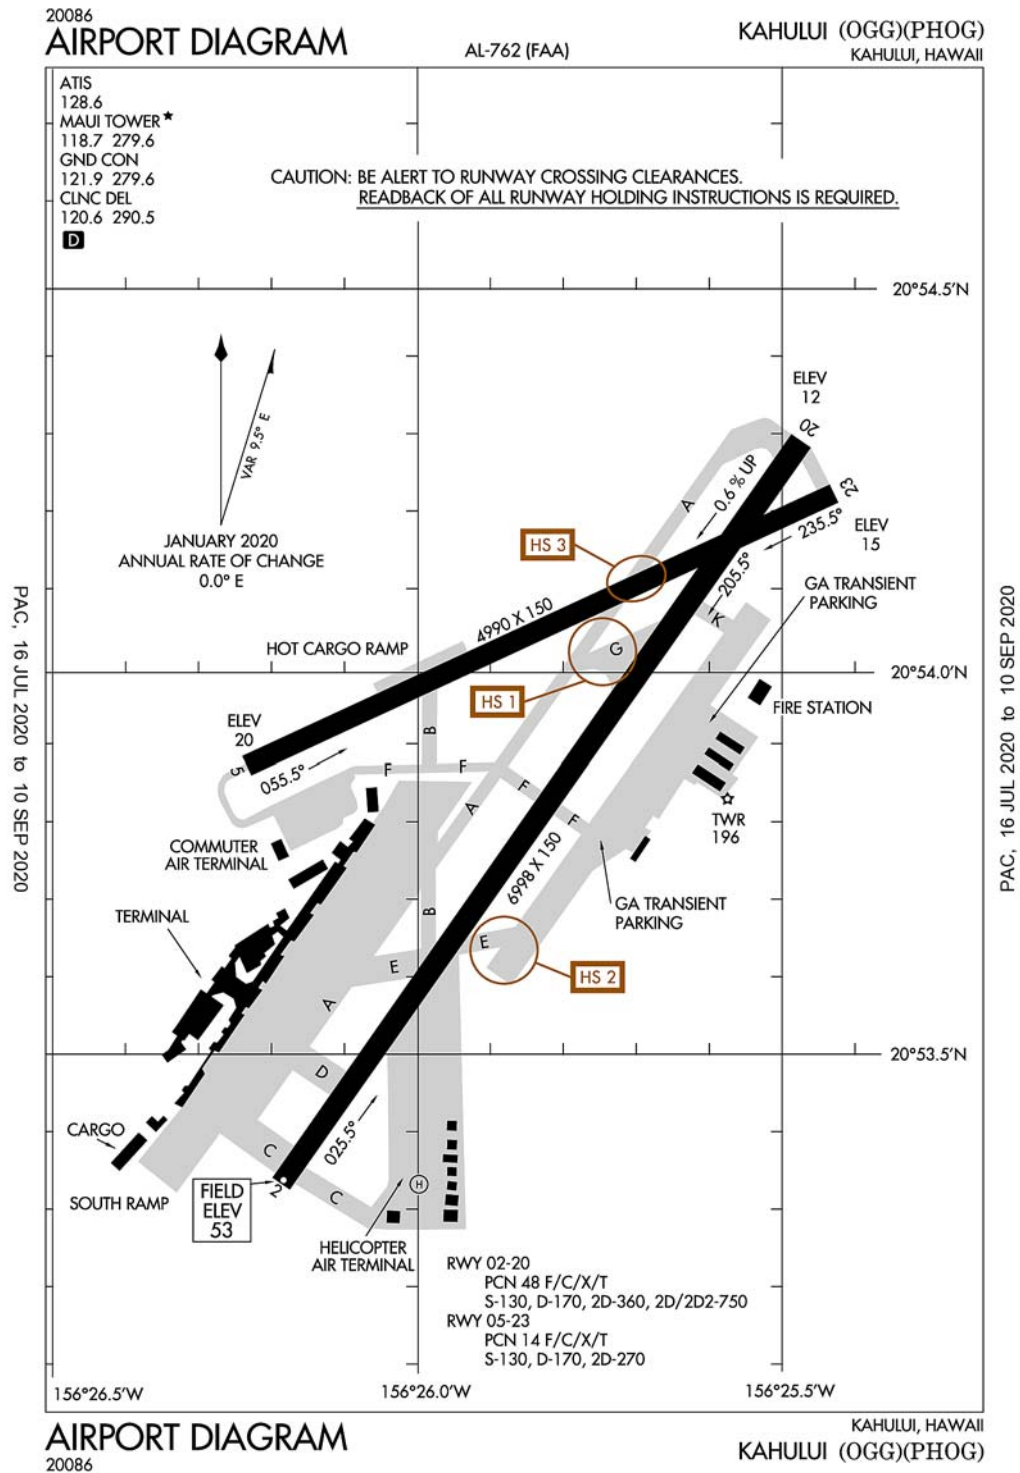 20086
AIRPORT DIAGRAM
AL-762 (FAA)
KAHULUI (OGG)(PHOG)
KAHULUI, HAWAII
ATIS
128.6
MAUI TOWER★
118.7 279.6
GND CON
121.9 279.6
CLNC DEL
120.6 290.5
D
CAUTION: BE ALERT TO RUNWAY CROSSING CLEARANCES.
READBACK OF ALL RUNWAY HOLDING INSTRUCTIONS IS REQUIRED.
20°54.5'N
VAR 9.5° E
JANUARY 2020
ANNUAL RATE OF CHANGE
0.0° E
ELEV
12
20
23
0.6 % UP
A
235.5°
ELEV
15
HS 3
205.5°
GA TRANSIENT
PARKING
K
4990 X 150
G
HOT CARGO RAMP
20°54.0'N
HS 1
FIRE STATION
ELEV
20
5
055.5°
B
F
F
F
F
A
TWR
196
COMMUTER
AIR TERMINAL
6998 X 150
GA TRANSIENT
PARKING
B
TERMINAL
E
E
HS 2
A
20°53.5'N
D
025.5°
CARGO
C
C
2
H
SOUTH RAMP
FIELD
ELEV
53
HELICOPTER
AIR TERMINAL
RWY 02-20
PCN 48 F/C/X/T
S-130, D-170, 2D-360, 2D/2D2-750
RWY 05-23
PCN 14 F/C/X/T
S-130, D-170, 2D-270
156°26.5'W
156°26.0'W
156°25.5'W
PAC, 16 JUL 2020 to 10 SEP 2020
PAC, 16 JUL 2020 to 10 SEP 2020
AIRPORT DIAGRAM
20086
KAHULUI, HAWAII
KAHULUI (OGG)(PHOG)